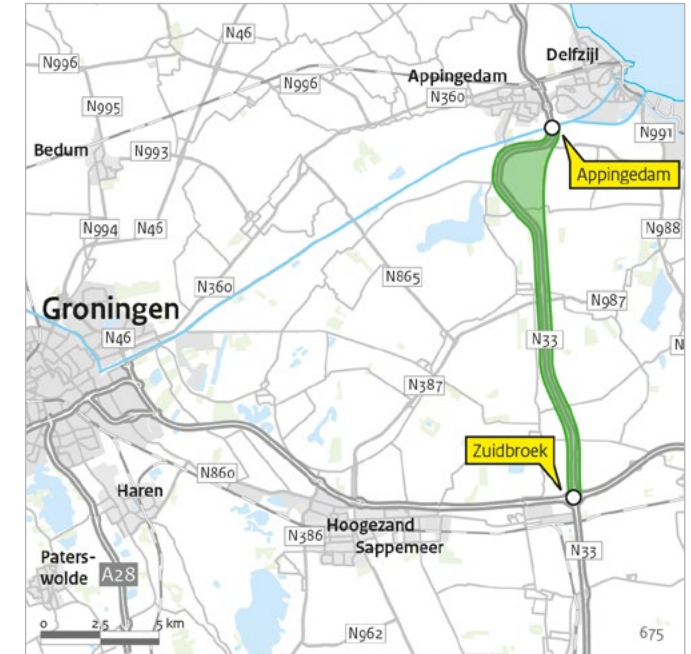 N46
N996
Delfzijl
N996
Appingedam
N360
N995
N991
Bedum
N993
Appingedam
N994
N46
N988
N360
N865
Groningen
N987
N46
N33
N
N387
Zuidbroek
N860
Haren
Hoogezand
N386
Sappemeer
N33
Paters-
wolde
A28
0 2,5 5 km
N962
675